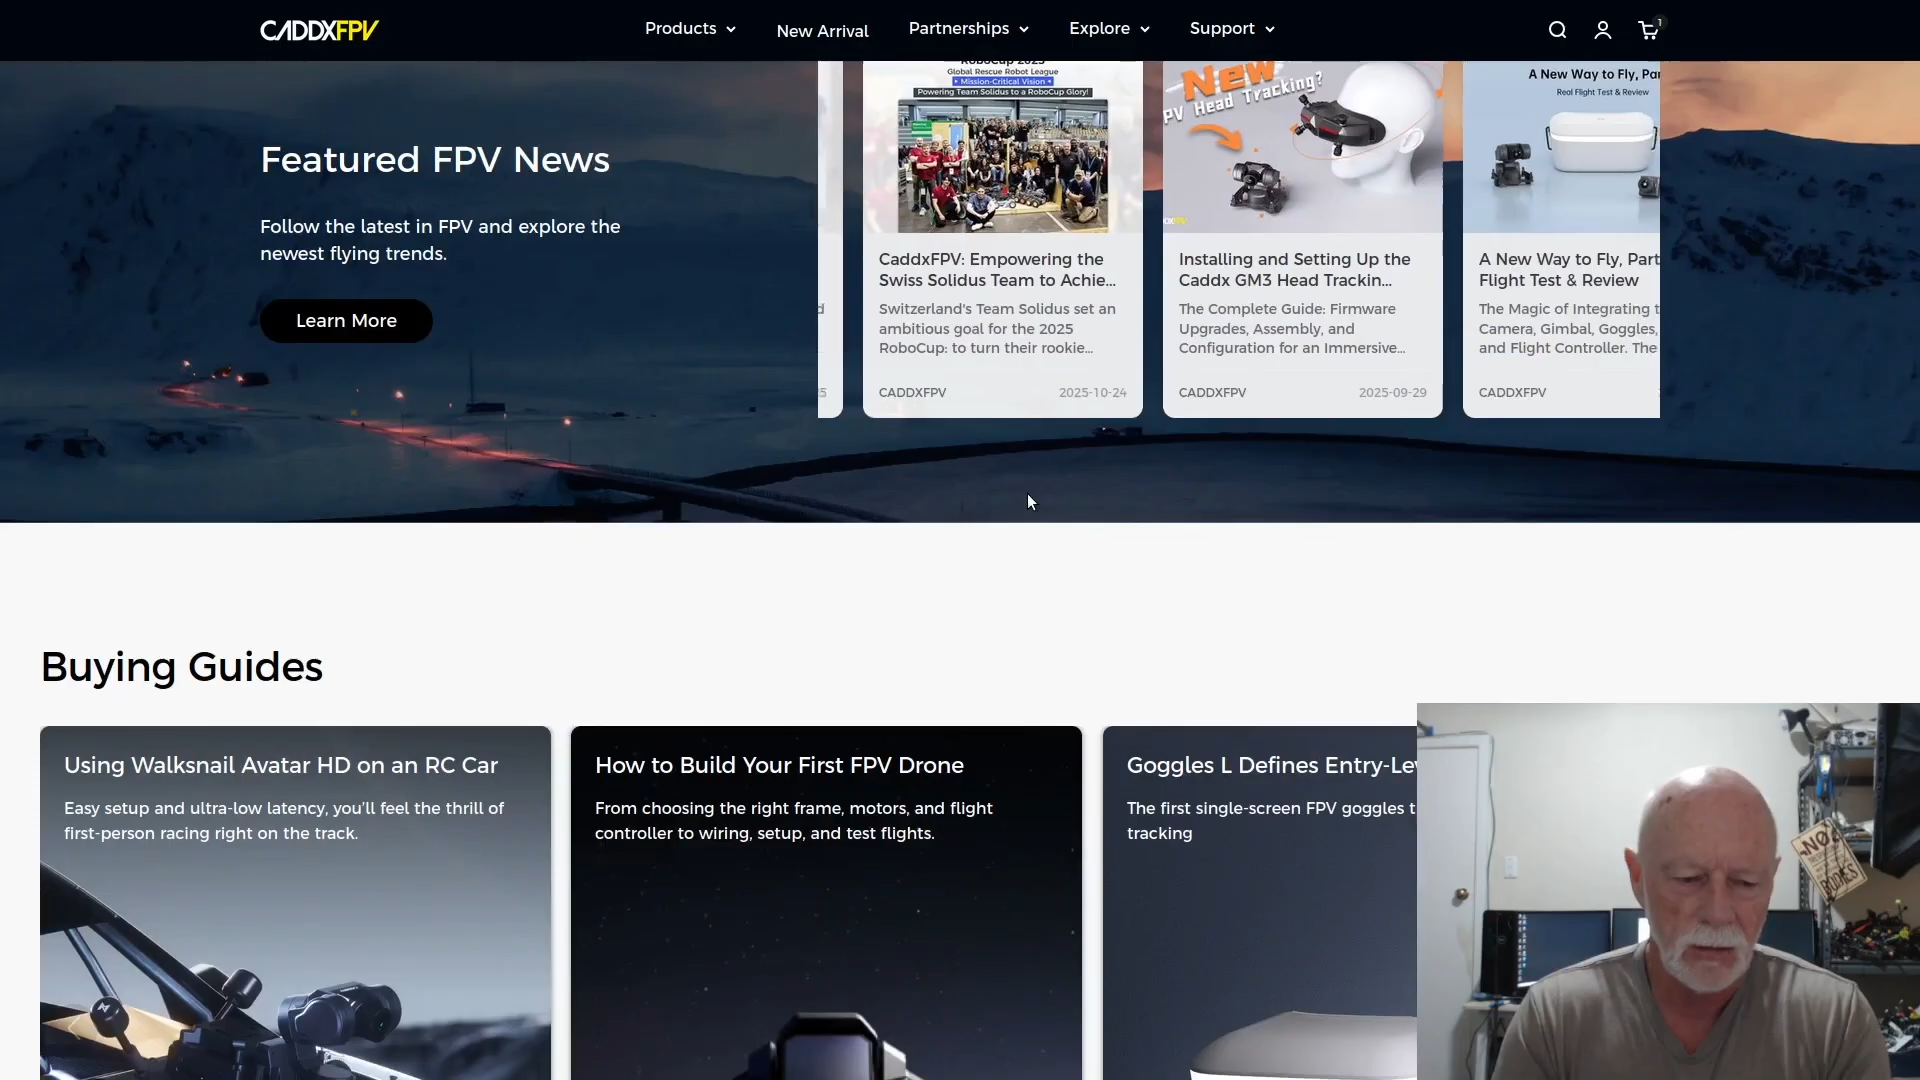 CADDXFPV
Products
New Arrival
Partnerships
Explore
Support
1
Featured FPV News
Follow the latest in FPV and explore the
newest flying trends.
Learn More
RoboCup 2025
Global Rescue Robot League
• Mission-Critical Vision •
Powering Team Solidus to a RoboCup Glory!
CaddxFPV: Empowering the
Swiss Solidus Team to Achie...
Switzerland's Team Solidus set an
ambitious goal for the 2025
RoboCup: to turn their rookie...
CADDXFPV
2025-10-24
New
PV Head Tracking?
Installing and Setting Up the
Caddx GM3 Head Trackin...
The Complete Guide: Firmware
Upgrades, Assembly, and
Configuration for an Immersive...
CADDXFPV
2025-09-29
A New Way to Fly, Par
Real Flight Test & Review
A New Way to Fly, Part
Flight Test & Review
The Magic of Integrating t
Camera, Gimbal, Goggles,
and Flight Controller. The
CADDXFPV
Buying Guides
Using Walksnail Avatar HD on an RC Car
Easy setup and ultra-low latency, you'll feel the thrill of
first-person racing right on the track.
How to Build Your First FPV Drone
From choosing the right frame, motors, and flight
controller to wiring, setup, and test flights.
Goggles L Defines Entry-Le
The first single-screen FPV goggles t
tracking
NO
BODIES